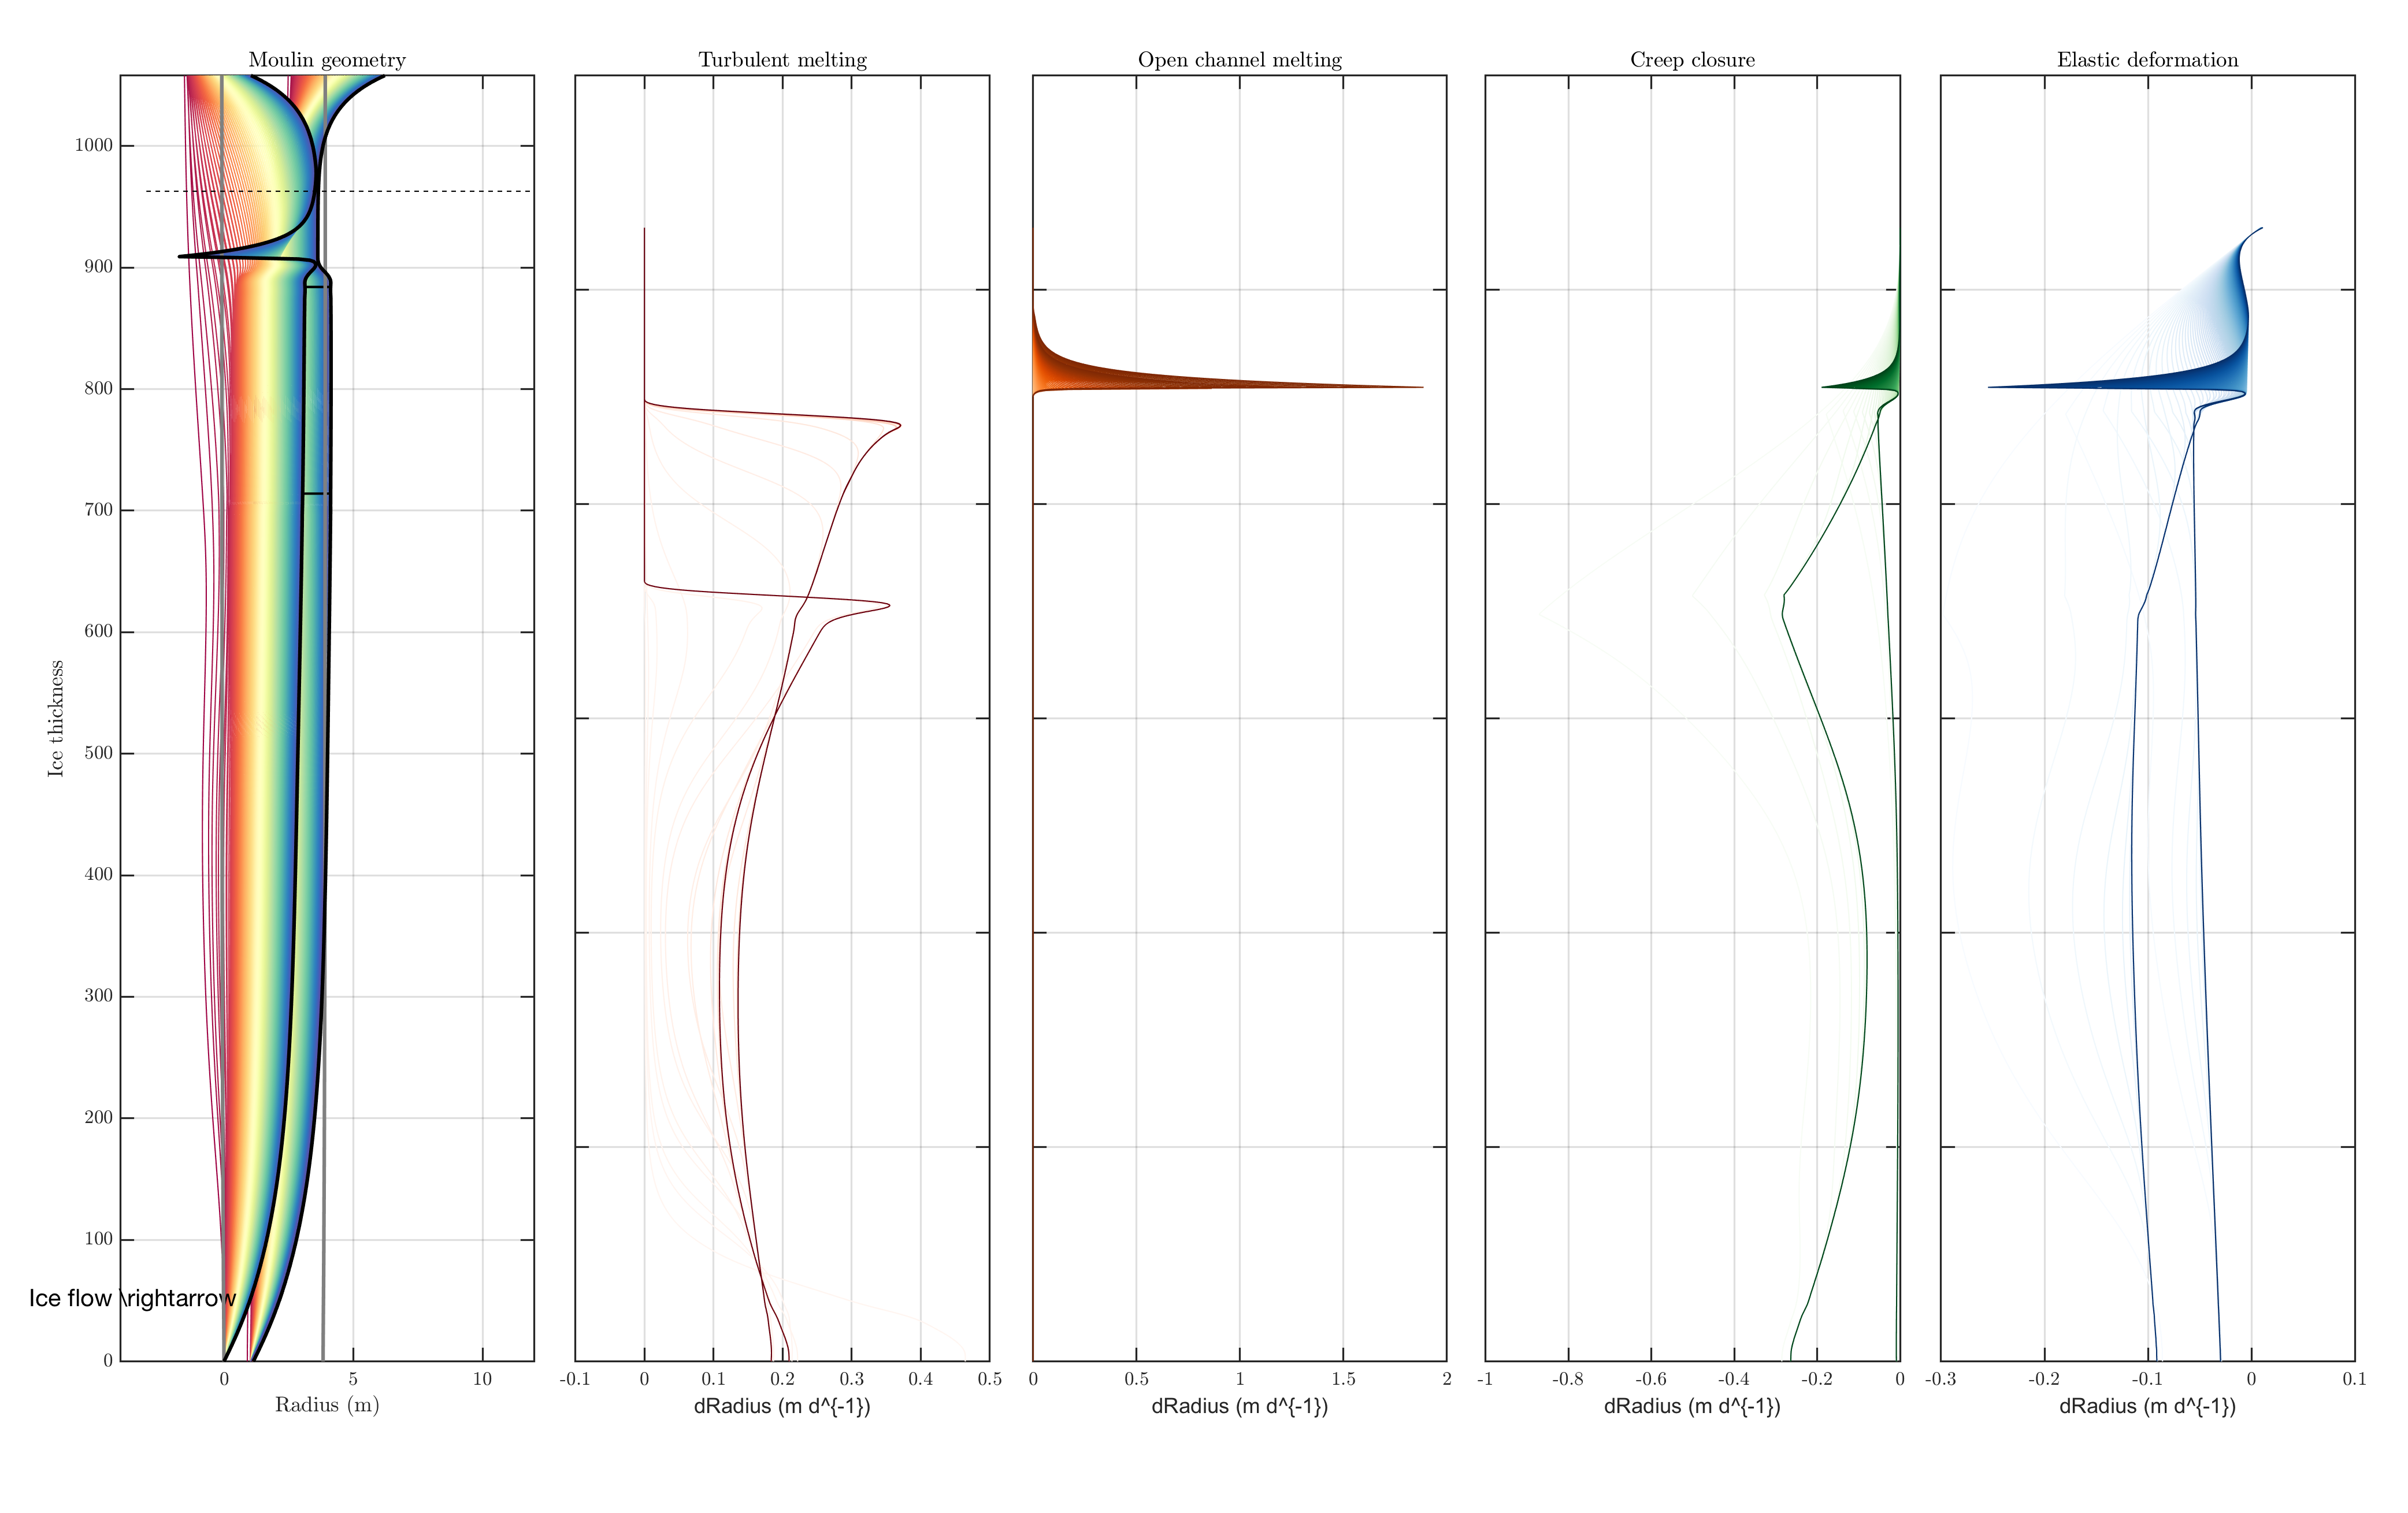 Moulin geometry
Turbulent melting
Open channel melting
Creep closure
Elastic deformation
Ice thickness
1000
900
800
700
600
500
400
300
200
100
0
Ice flow \rightarrow
0 5 10
-0.1 0 0.1 0.2 0.3 0.4 0.5
0 0.5 1 1.5 2
-1 -0.8 -0.6 -0.4 -0.2 0
-0.3 -0.2 -0.1 0 0.1
Radius (m)
dRadius (m d^{-1})
dRadius (m d^{-1})
dRadius (m d^{-1})
dRadius (m d^{-1})